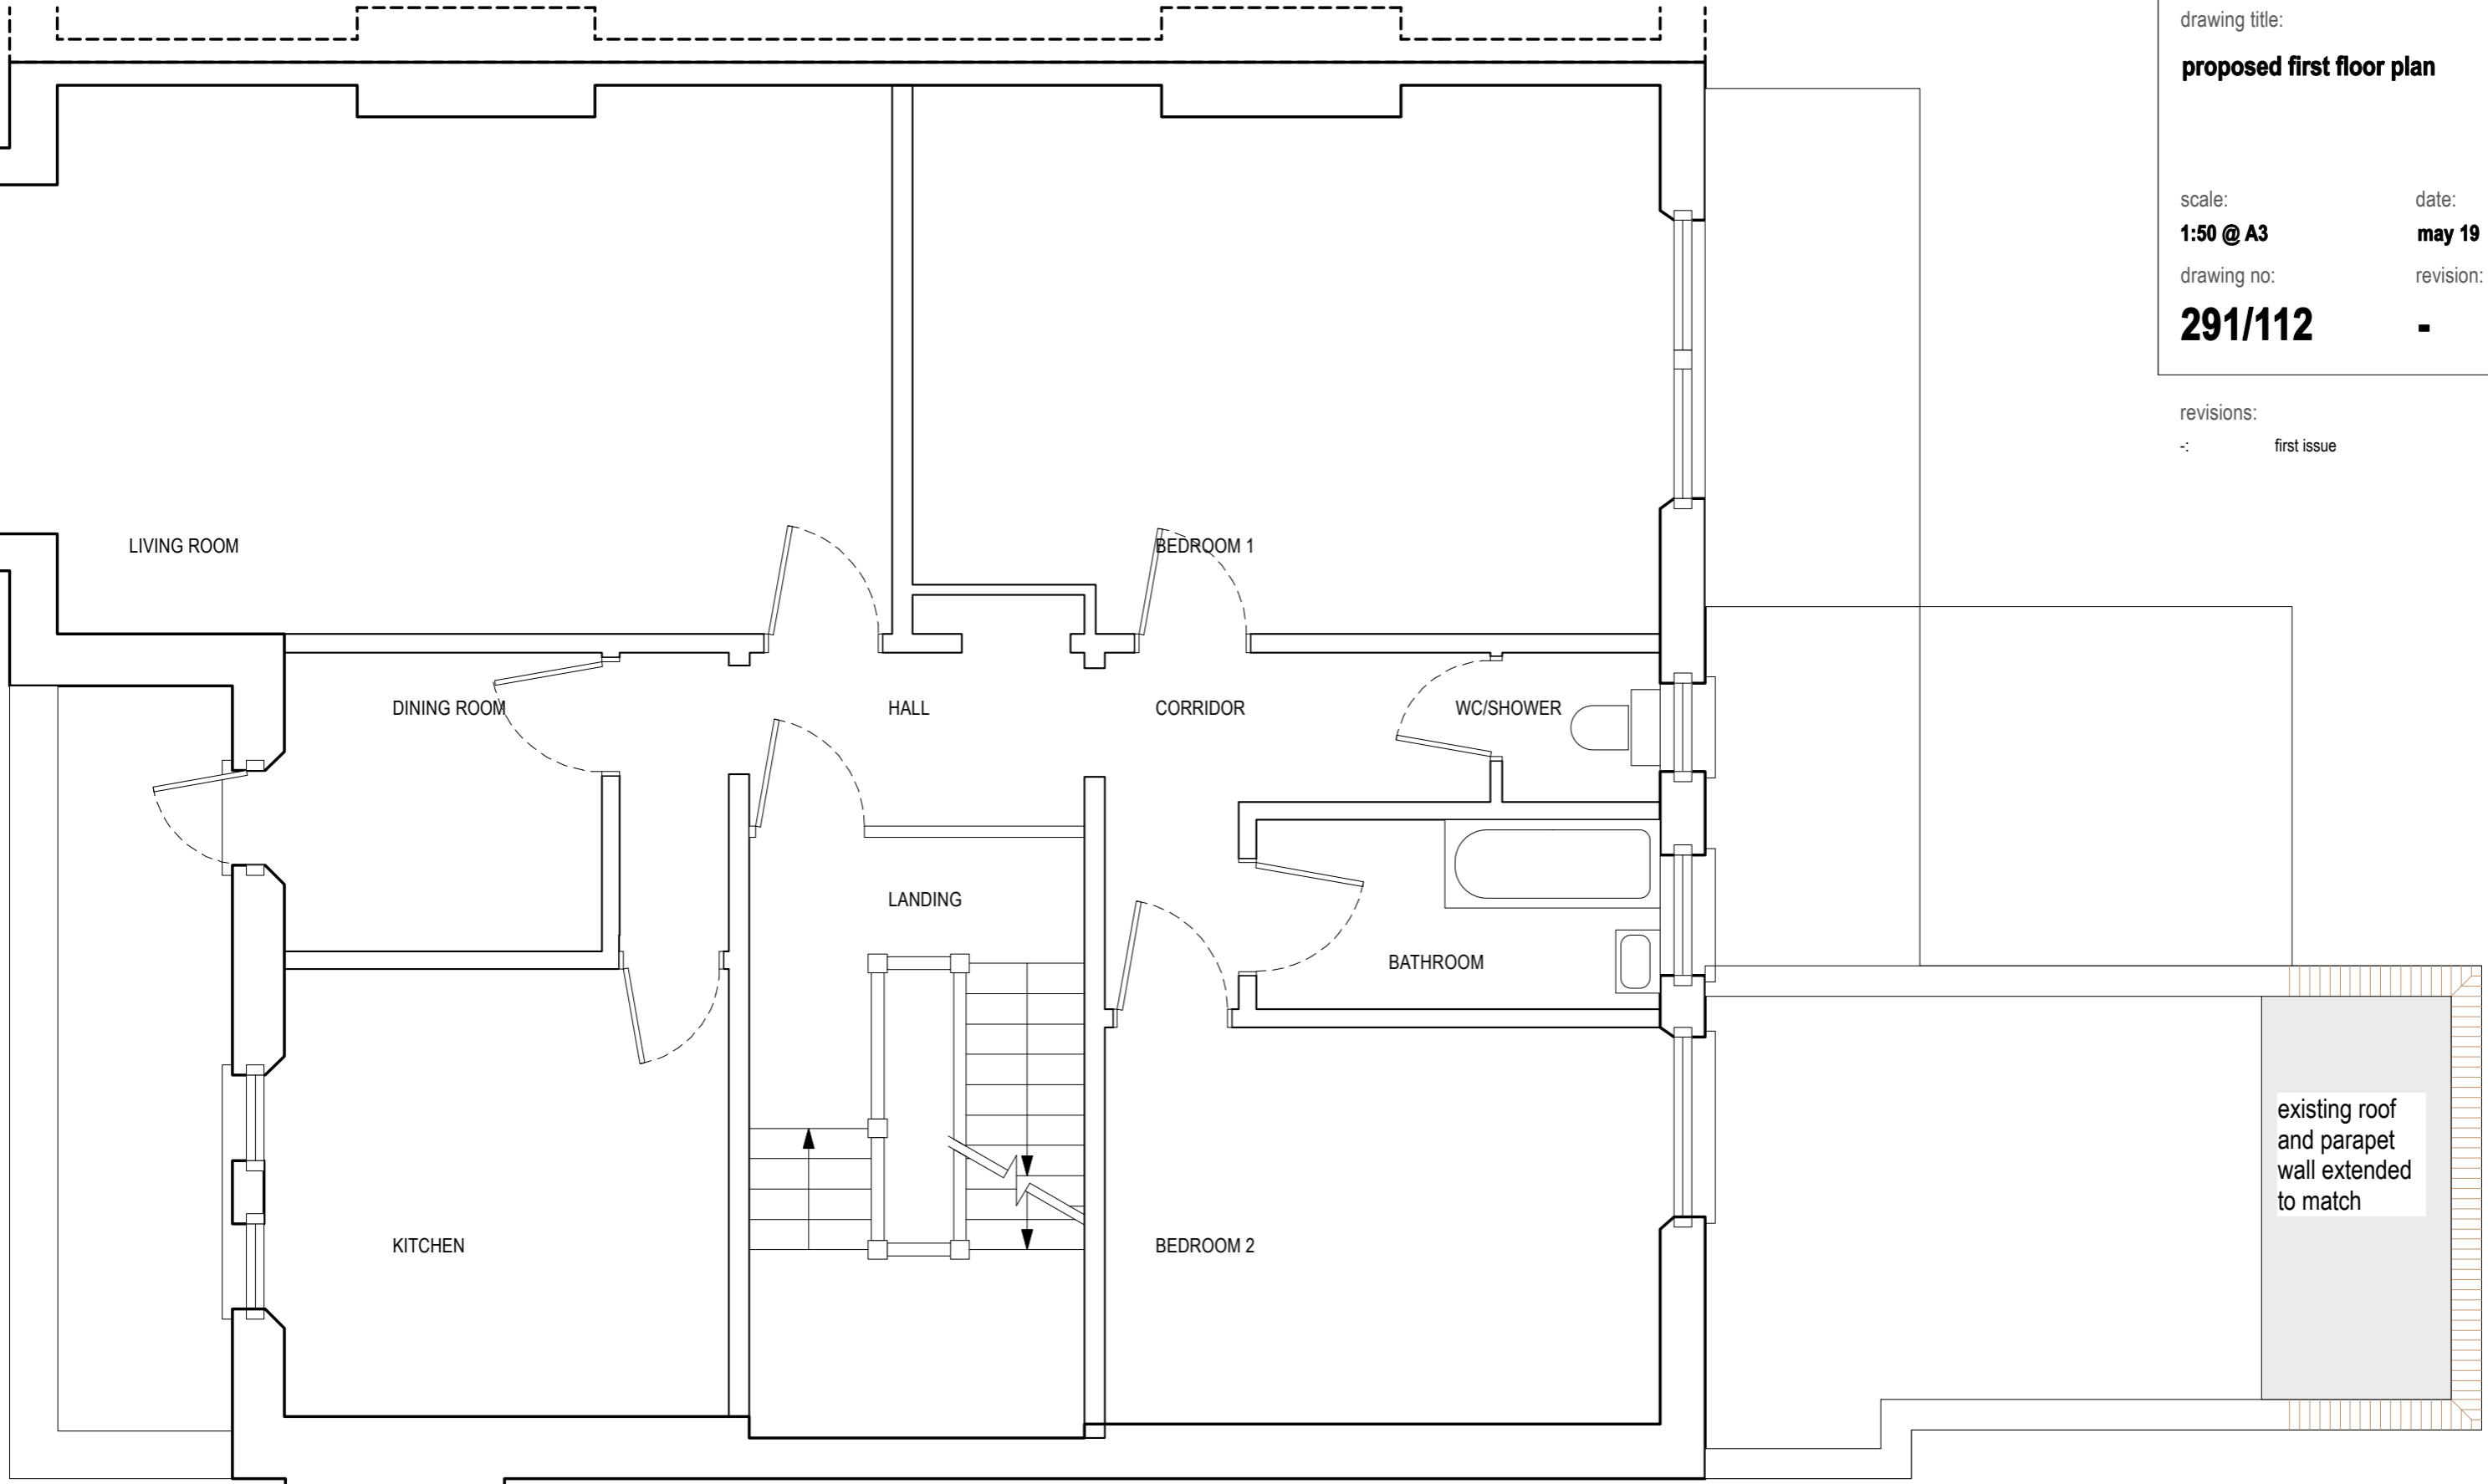 drawing title:
proposed first floor plan
scale:
date:
1:50 @ A3
may 19
drawing no:
revision:
291/112
-
revisions:
-:
first issue
LIVING ROOM
BEDROOM 1
DINING ROOM
HALL
CORRIDOR
WC/SHOWER
LANDING
BATHROOM
KITCHEN
BEDROOM 2
existing roof
and parapet
wall extended
to match